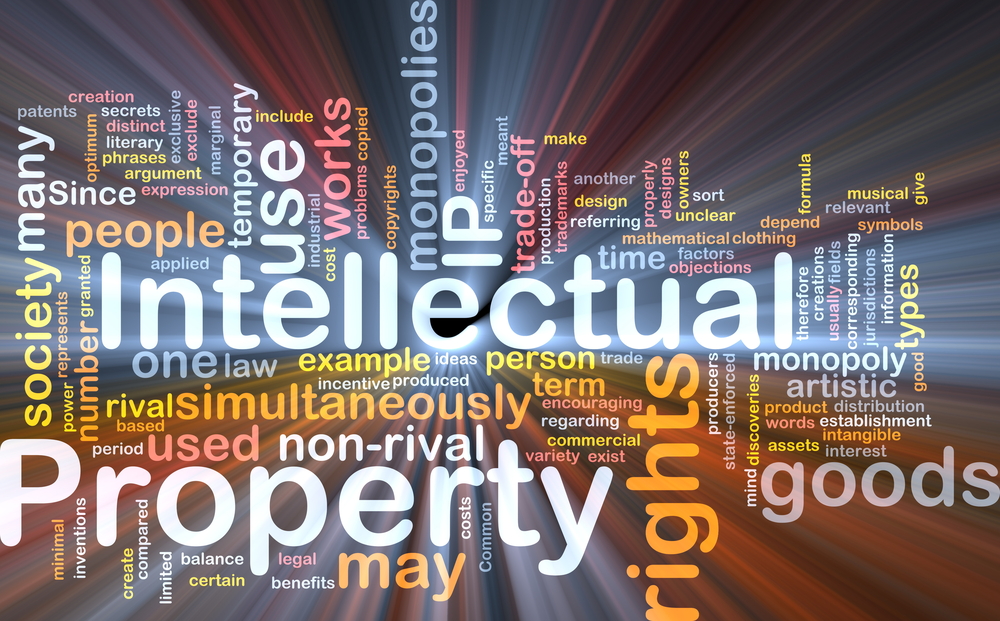 monopolies
creation
patents
secrets
optimum
distinct
exclusive
exclude
literary
marginal
phrases
argument
Since
expression
temporary
include
use
works
copied
problems
industrial
cost
copyrights
enjoyed
specific
meant
IP
trade-off
make
production
trademarks
another
design
referring
properly
designs
owners
sort
unclear
mathematical
clothing
formula
depend
musical
give
relevant
symbols
many
people
applied
society
represents
granted
power
number
Intellectual
time
factors
objections
therefore
creations
usually
fields
corresponding
jurisdictions
information
types
good
one
law
example
ideas
person
trade
incentive
produced
term
rival
simultaneously
based
encouraging
regarding
commercial
variety
exist
period
used
non-rival
rights
producers
state-enforced
discoveries
mind
monopoly
artistic
product
distribution
words
establishment
intangible
assets
interest
goods
Property
minimal
inventions
create
compared
limited
balance
certain
legal
benefits
may
costs
Common